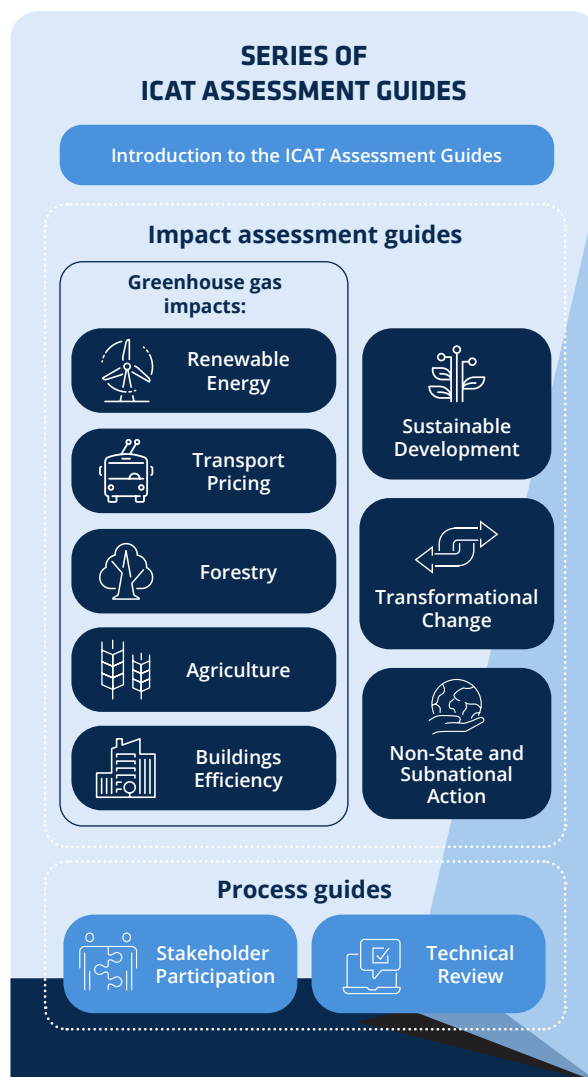 SERIES OF
ICAT ASSESSMENT GUIDES
Introduction to the ICAT Assessment Guides
Impact assessment guides
Greenhouse gas
impacts:
Renewable
Energy
Transport
Pricing
Forestry
Agriculture
Buildings
Efficiency
Sustainable
Development
Transformational
Change
Non-State and
Subnational
Action
Process guides
Stakeholder
Participation
Technical
Review